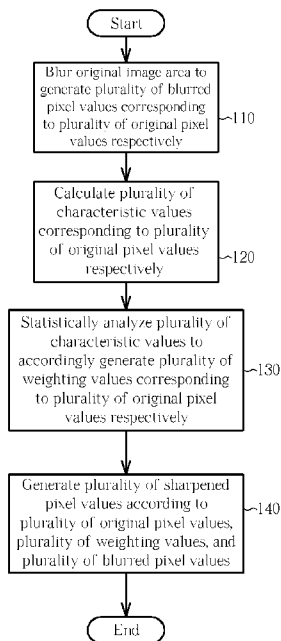 Start
Blur original image area to
generate plurality of blurred
pixel values corresponding
to plurality of original pixel
values respectively
110
Calculate plurality of
characteristic values
corresponding to plurality
of original pixel values
respectively
120
Statistically analyze plurality of
characteristic values to
accordingly generate plurality of
weighting values corresponding
to plurality of original pixel
values respectively
130
Generate plurality of sharpened
pixel values according to
plurality of original pixel values,
plurality of weighting values, and
plurality of blurred pixel values
140
End